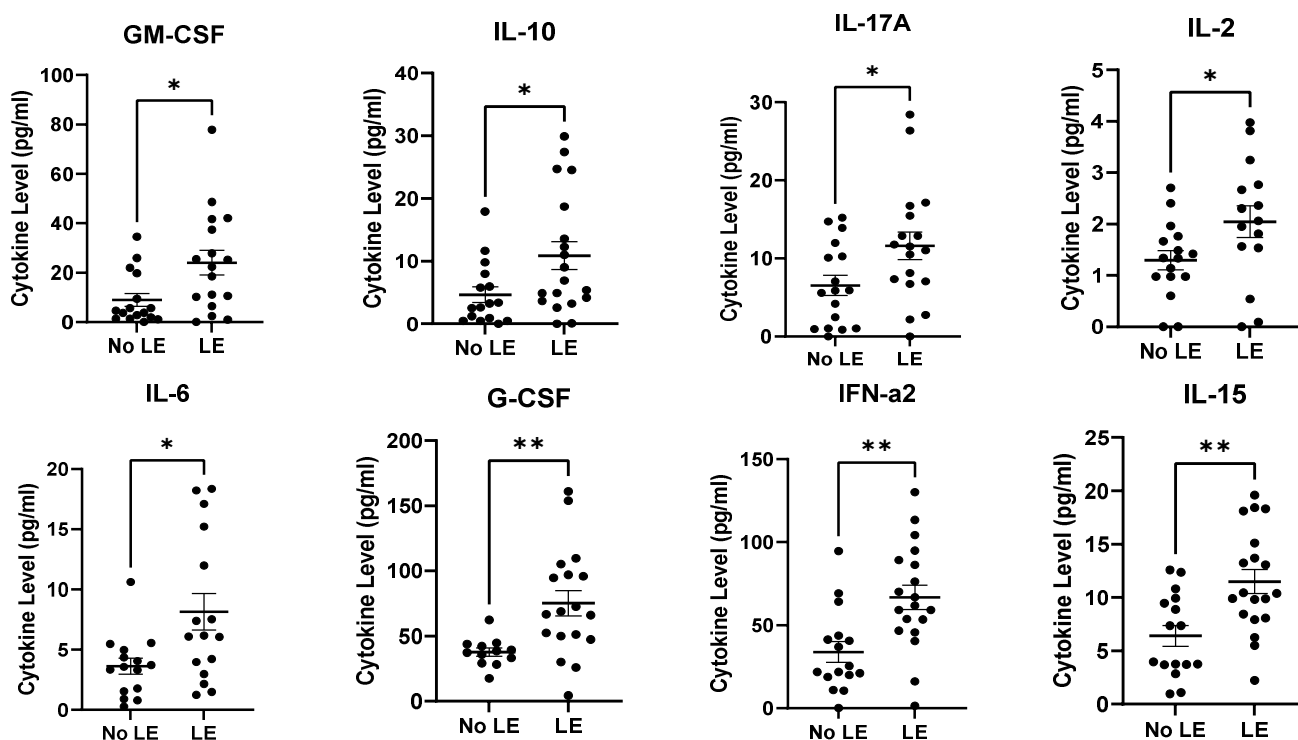 GM-CSF
*
Cytokine Level (pg/ml)
100
80
60
40
20
0
No LE LE
IL-10
*
Cytokine Level (pg/ml)
40
30
20
10
0
No LE LE
IL-17A
*
Cytokine Level (pg/ml)
30
20
10
0
No LE LE
IL-2
*
Cytokine Level (pg/ml)
5
4
3
2
1
0
No LE LE
IL-6
*
Cytokine Level (pg/ml)
20
15
10
5
0
No LE LE
G-CSF
**
Cytokine Level (pg/ml)
200
150
100
50
0
No LE LE
IFN-a2
**
Cytokine Level (pg/ml)
150
100
50
0
No LE LE
IL-15
**
Cytokine Level (pg/ml)
25
20
15
10
5
0
No LE LE